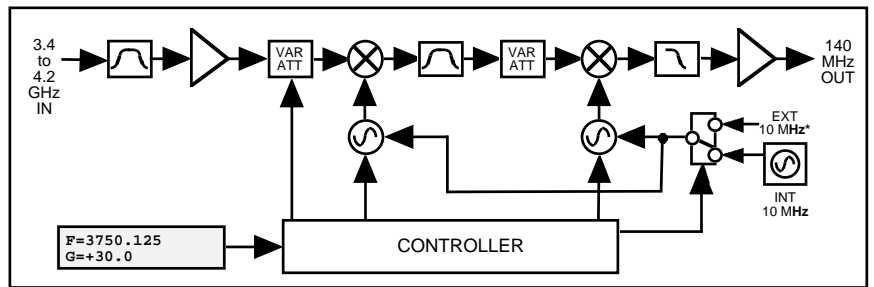 3.4
to
4.2
GHz
IN
VAR
ATT
VAR
ATT
140
MHz
OUT
EXT
10 MHz*
INT
10 MHz
F=3750.125
G=+30.0
CONTROLLER